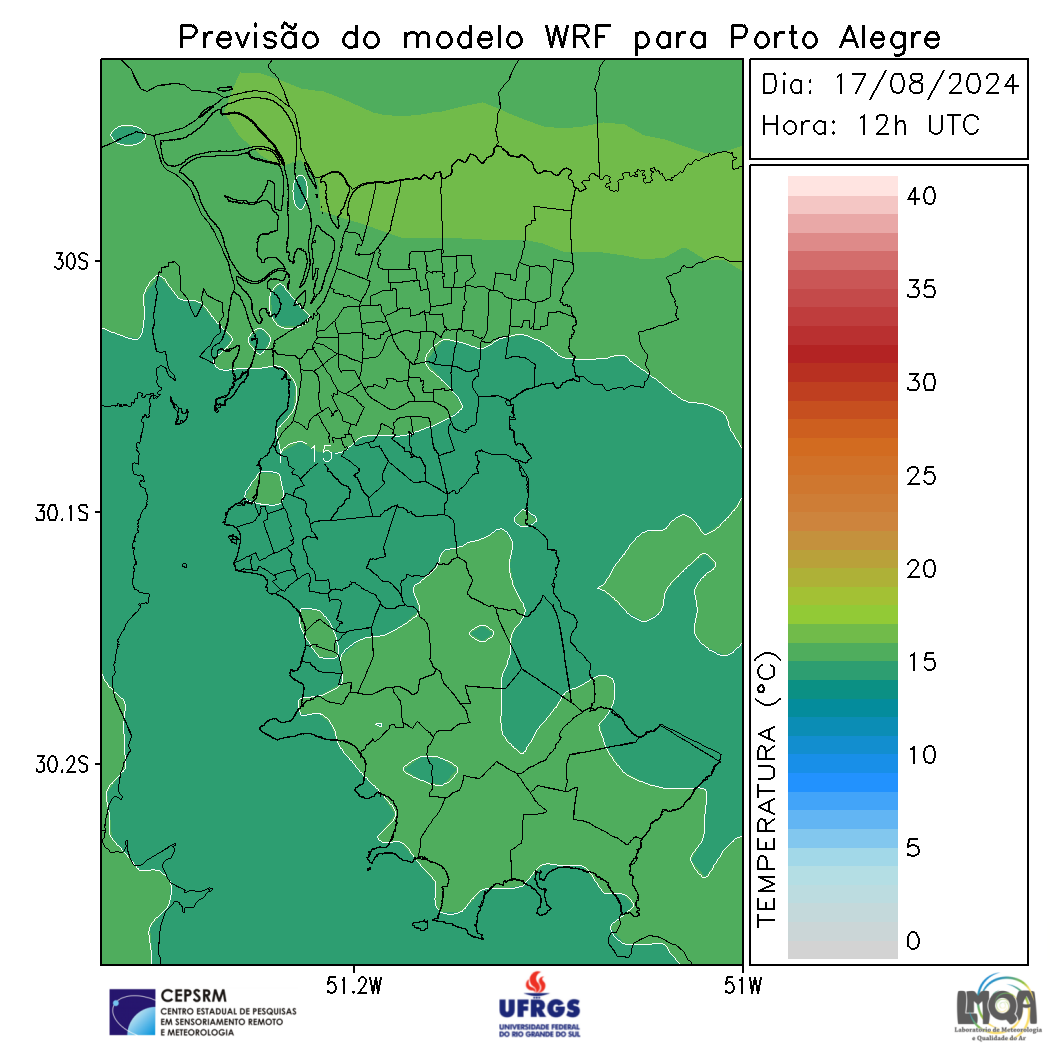 Previsão do modelo WRF para Porto Alegre
Dia: 17/08/2024
Hora: 12h UTC
40
35
30
25
20
15
10
5
0
TEMPERATURA (°C)
30S
30.1S
30.2S
15
51.2W
51W
CEPSRM
CENTRO ESTADUAL DE PESQUISAS
EM SENSORIAMENTO REMOTO
E METEOROLOGIA
UFRGS
UNIVERSIDADE FEDERAL
DO RIO GRANDE DO SUL
LMQA
Laboratório de Meteorologia
e Qualidade do Ar